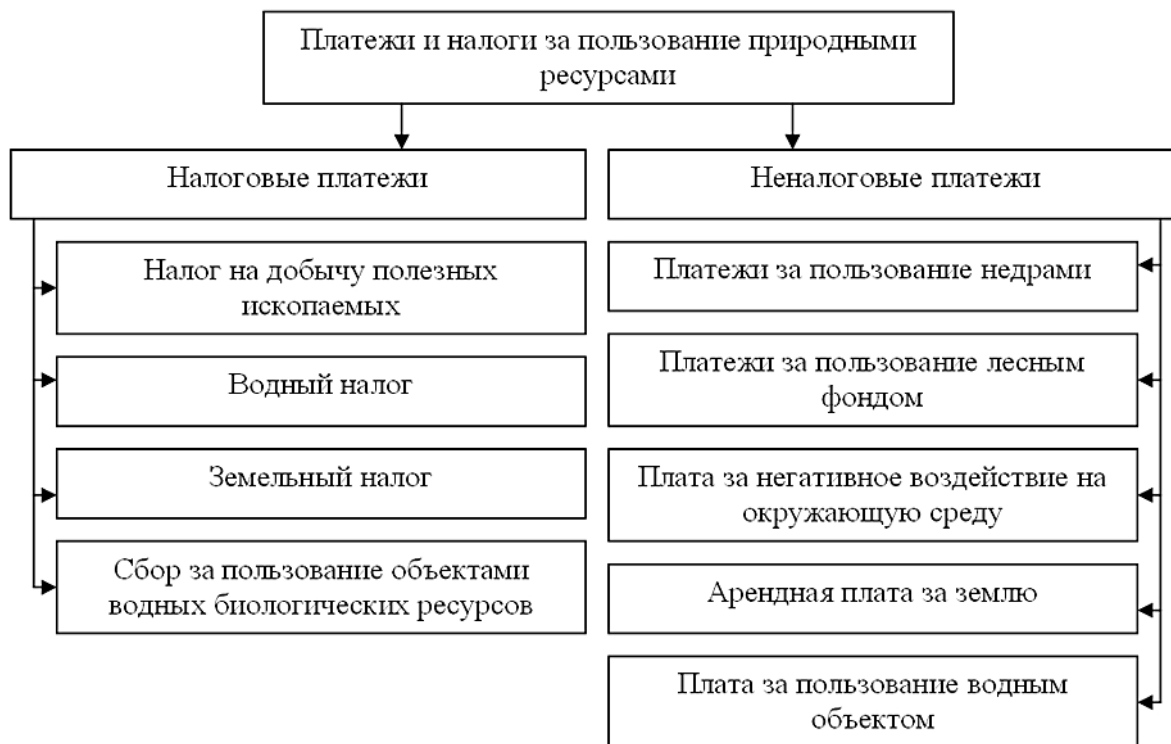 Платежи и налоги за пользование природными
ресурсами
Налоговые платежи
Налог на добычу полезных
ископаемых
Водный налог
Земельный налог
Сбор за пользование объектами
водных биологических ресурсов
Неналоговые платежи
Платежи за пользование недрами
Платежи за пользование лесным
фондом
Плата за негативное воздействие на
окружающую среду
Арендная плата за землю
Плата за пользование водным
объектом